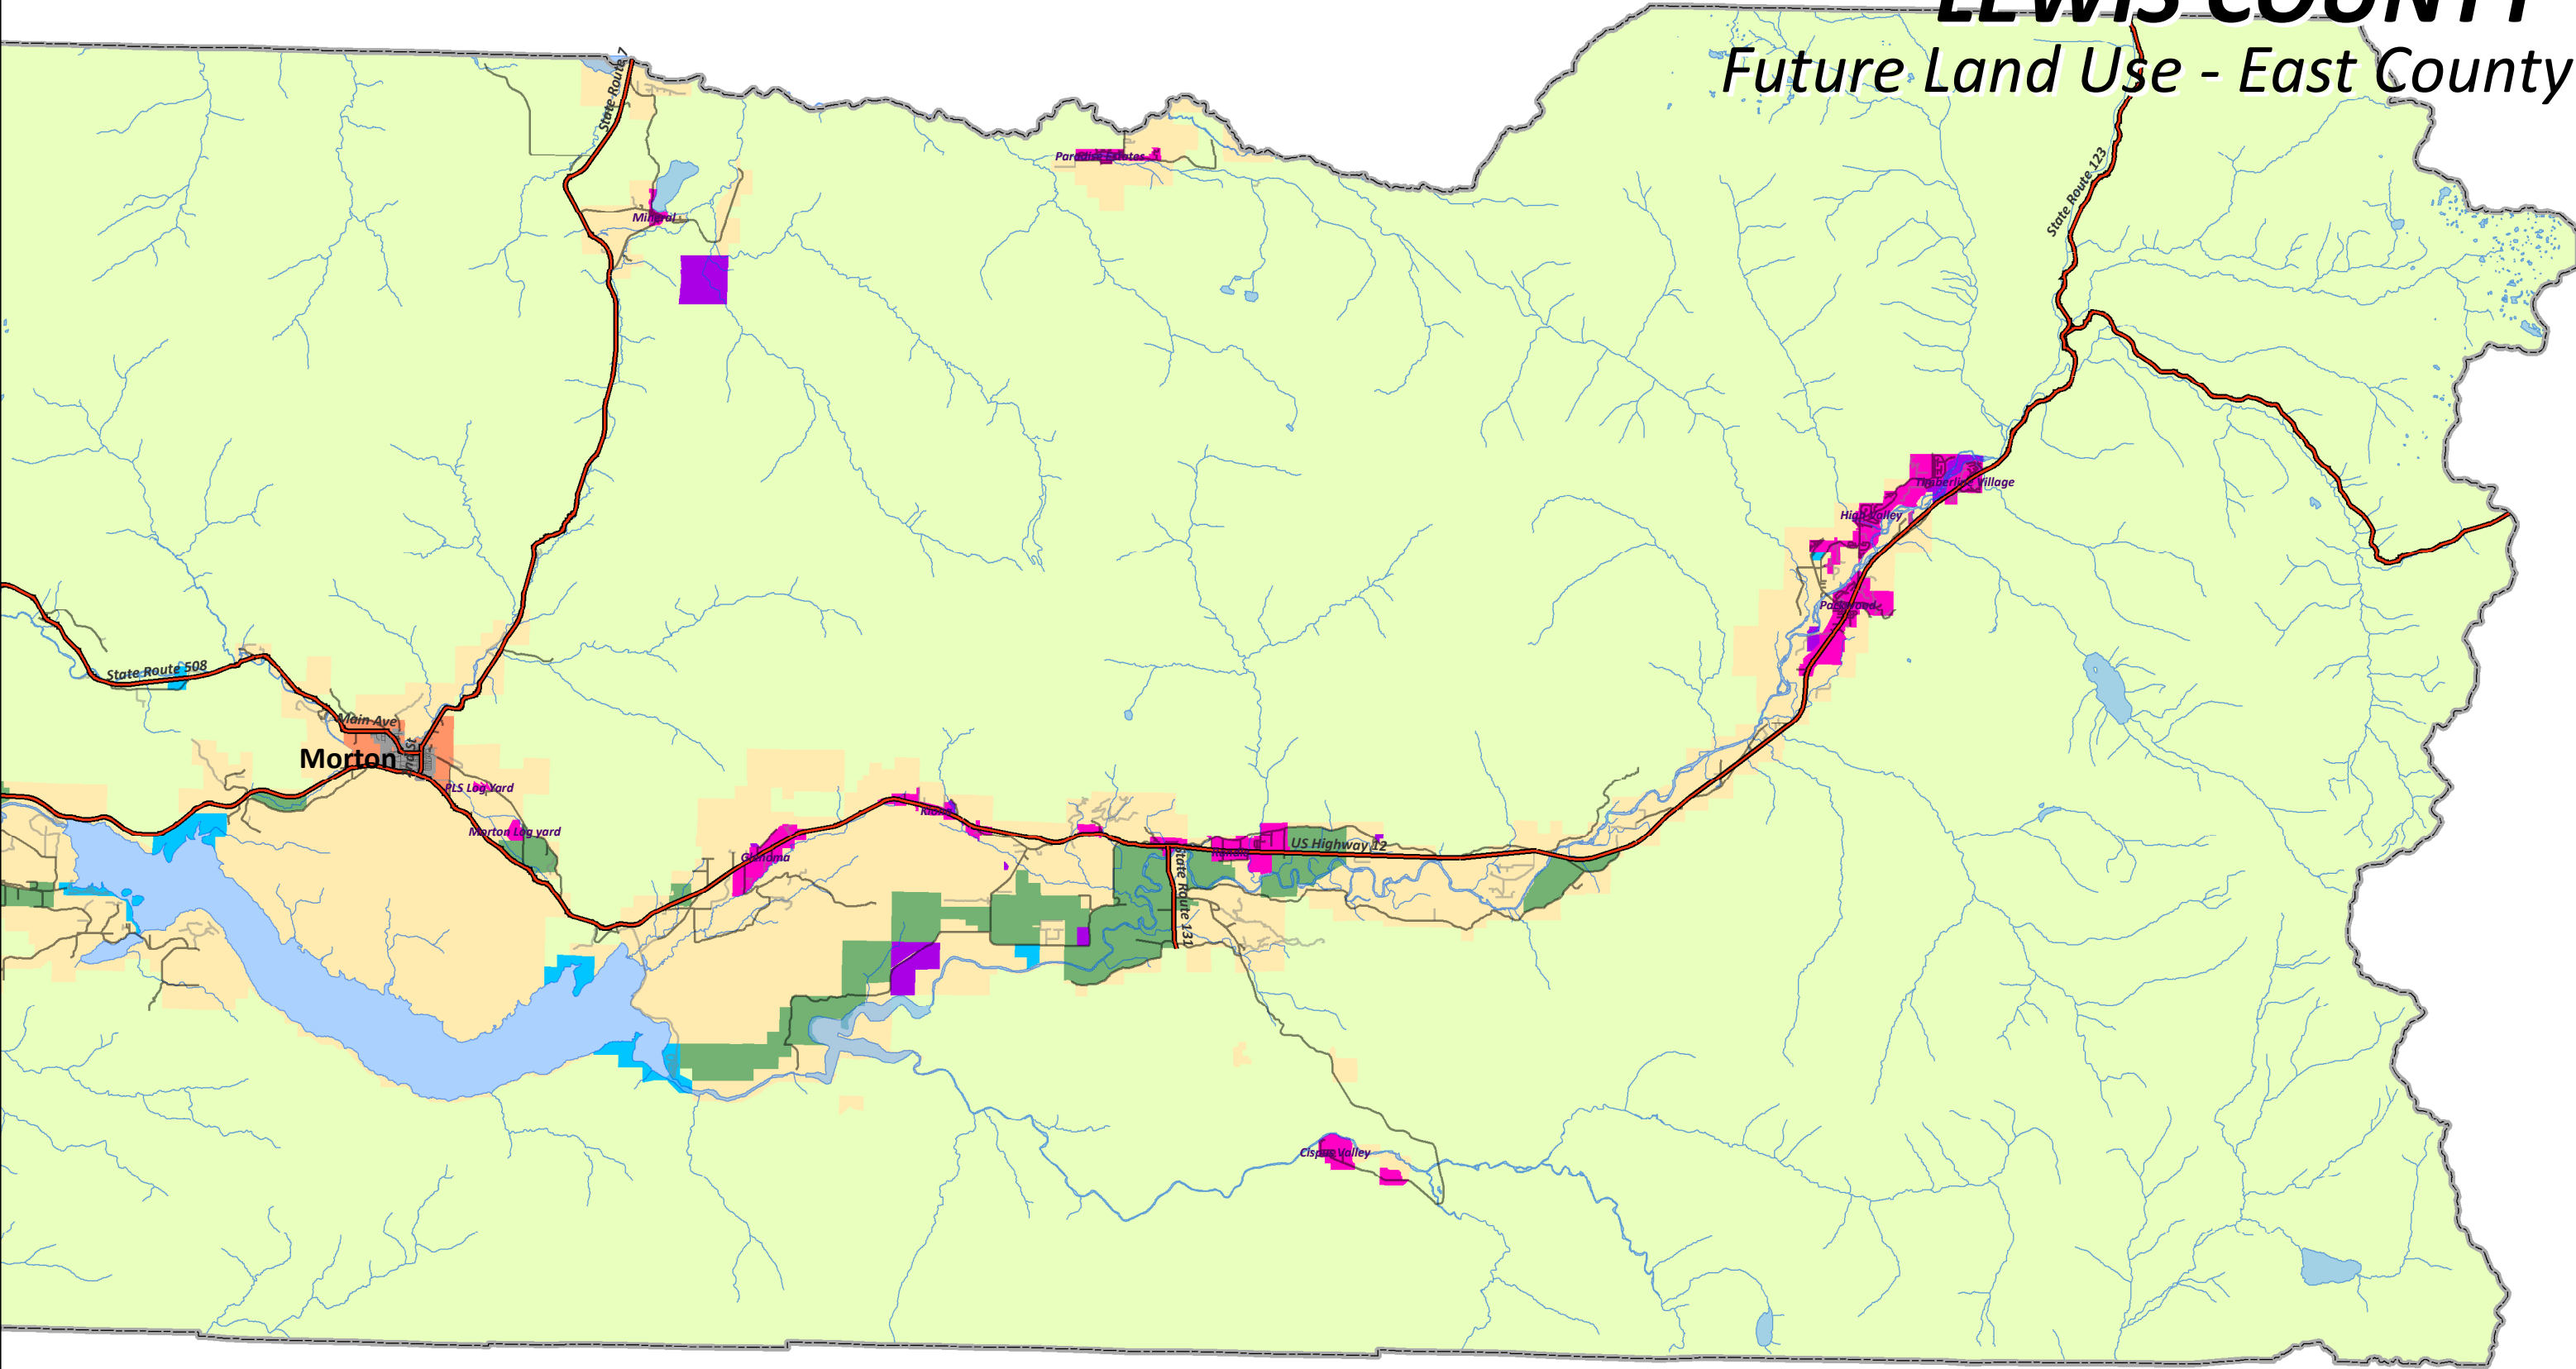 LEWIS COUNTY
Future Land Use - East County
State Route 7
State Route 123
Paradise Estates
Mineral
Timberline Village
High Valley
Packwood
State Route 508
Main Ave
Morton
PLS Log Yard
Morton Log yard
Glenoma
US Highway 12
State Route 131
Cispus Valley